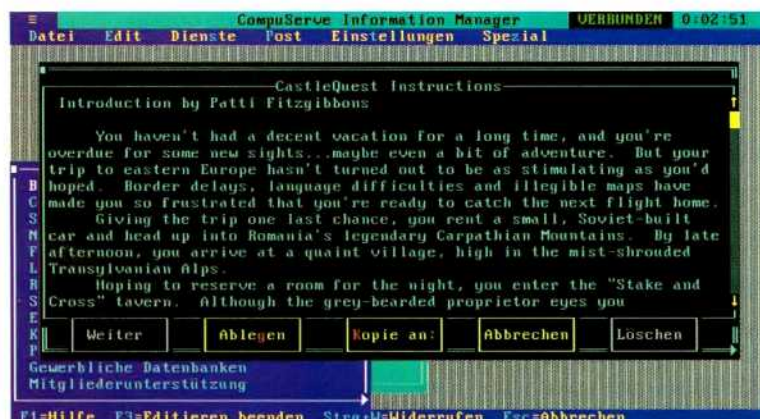 ≡ CompuServe Information Manager VERBUNDEN 0:02:51
Datei Edit Dienste Post Einstellungen Spezial
CastleQuest Instructions
Introduction by Patti Fitzgibbons
You haven't had a decent vacation for a long time, and you're
overdue for some new sights...maybe even a bit of adventure. But your
trip to eastern Europe hasn't turned out to be as stimulating as you'd
hoped. Border delays, language difficulties and illegible maps have
made you so frustrated that you're ready to catch the next flight home.
Giving the trip one last chance, you rent a small, Soviet-built
car and head up into Romania's legendary Carpathian Mountains. By late
afternoon, you arrive at a quaint village, high in the mist-shrouded
Transylvanian Alps.
Hoping to reserve a room for the night, you enter the "Stake and
Cross" tavern. Although the grey-bearded proprietor eyes you
Weiter Ablegen Kopie an: Abbrechen Löschen
Gewerbliche Datenbanken
Mitgliederunterstützung
F1=Hilfe F3=Editieren beenden Strg+W=Widerrufen Esc=Abbrechen